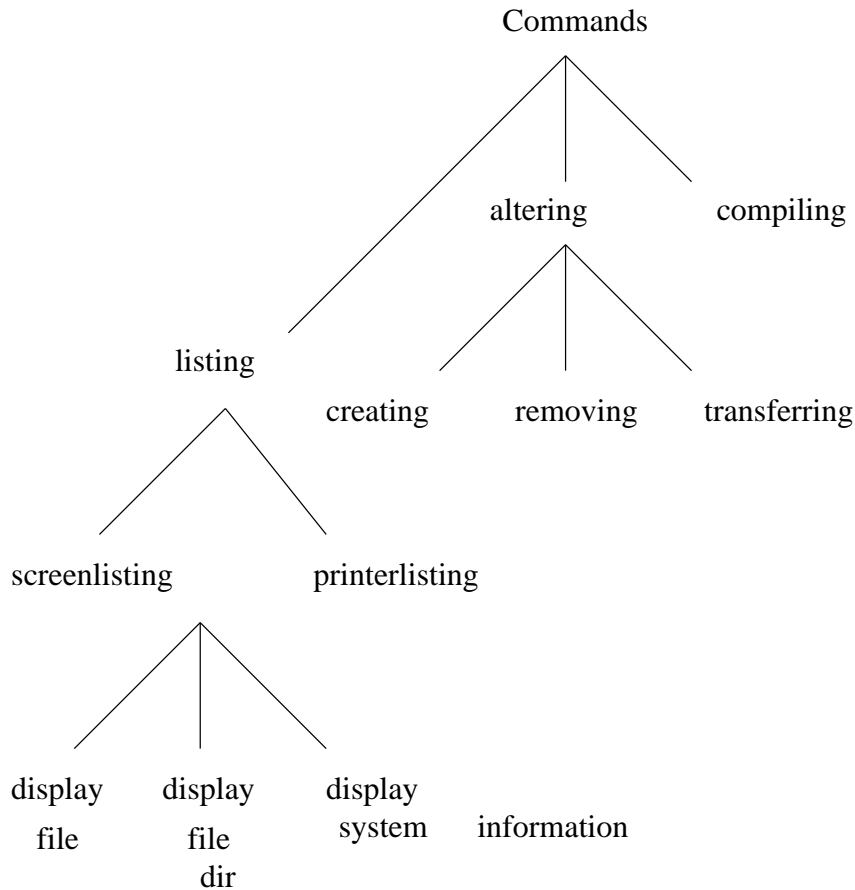 Commands
altering compiling
listing
creating removing transferring
screenlisting printerlisting
display display display
file file system information
dir